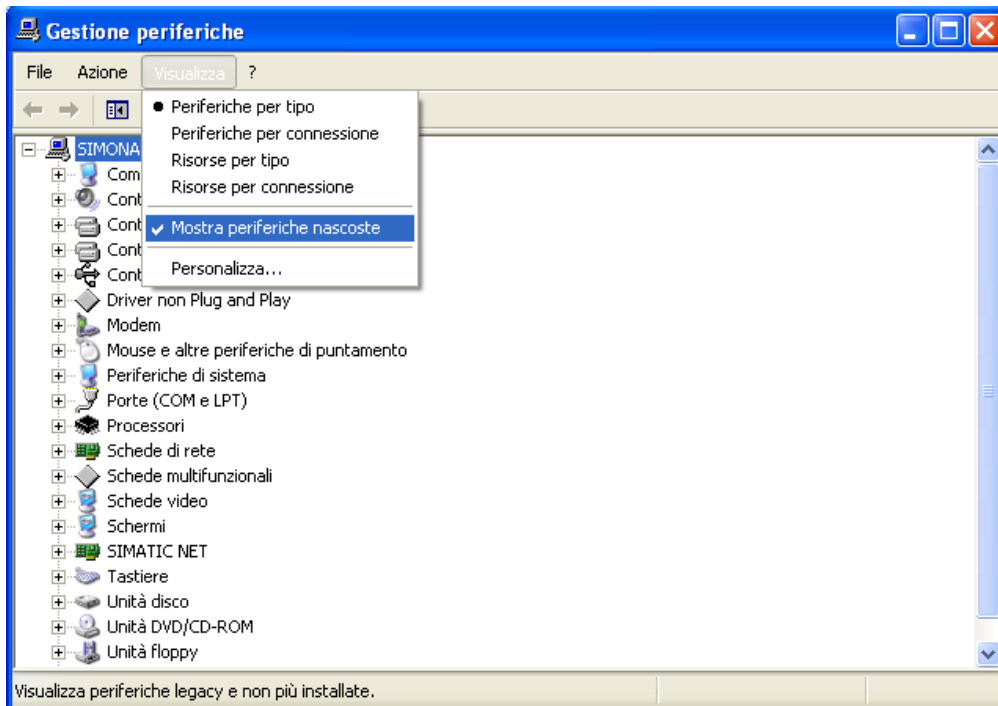 Gestione periferiche
File Azione Visualizza ?
Periferiche per tipo
Periferiche per connessione
Risorse per tipo
Risorse per connessione
Mostra periferiche nascoste
Personalizza...
SIMONA
Com
Cont
Cont
Cont
Cont
Driver non Plug and Play
Modem
Mouse e altre periferiche di puntamento
Periferiche di sistema
Porte (COM e LPT)
Processori
Schede di rete
Schede multifunzionali
Schede video
Schermi
SIMATIC NET
Tastiere
Unità disco
Unità DVD/CD-ROM
Unità floppy
Visualizza periferiche legacy e non più installate.